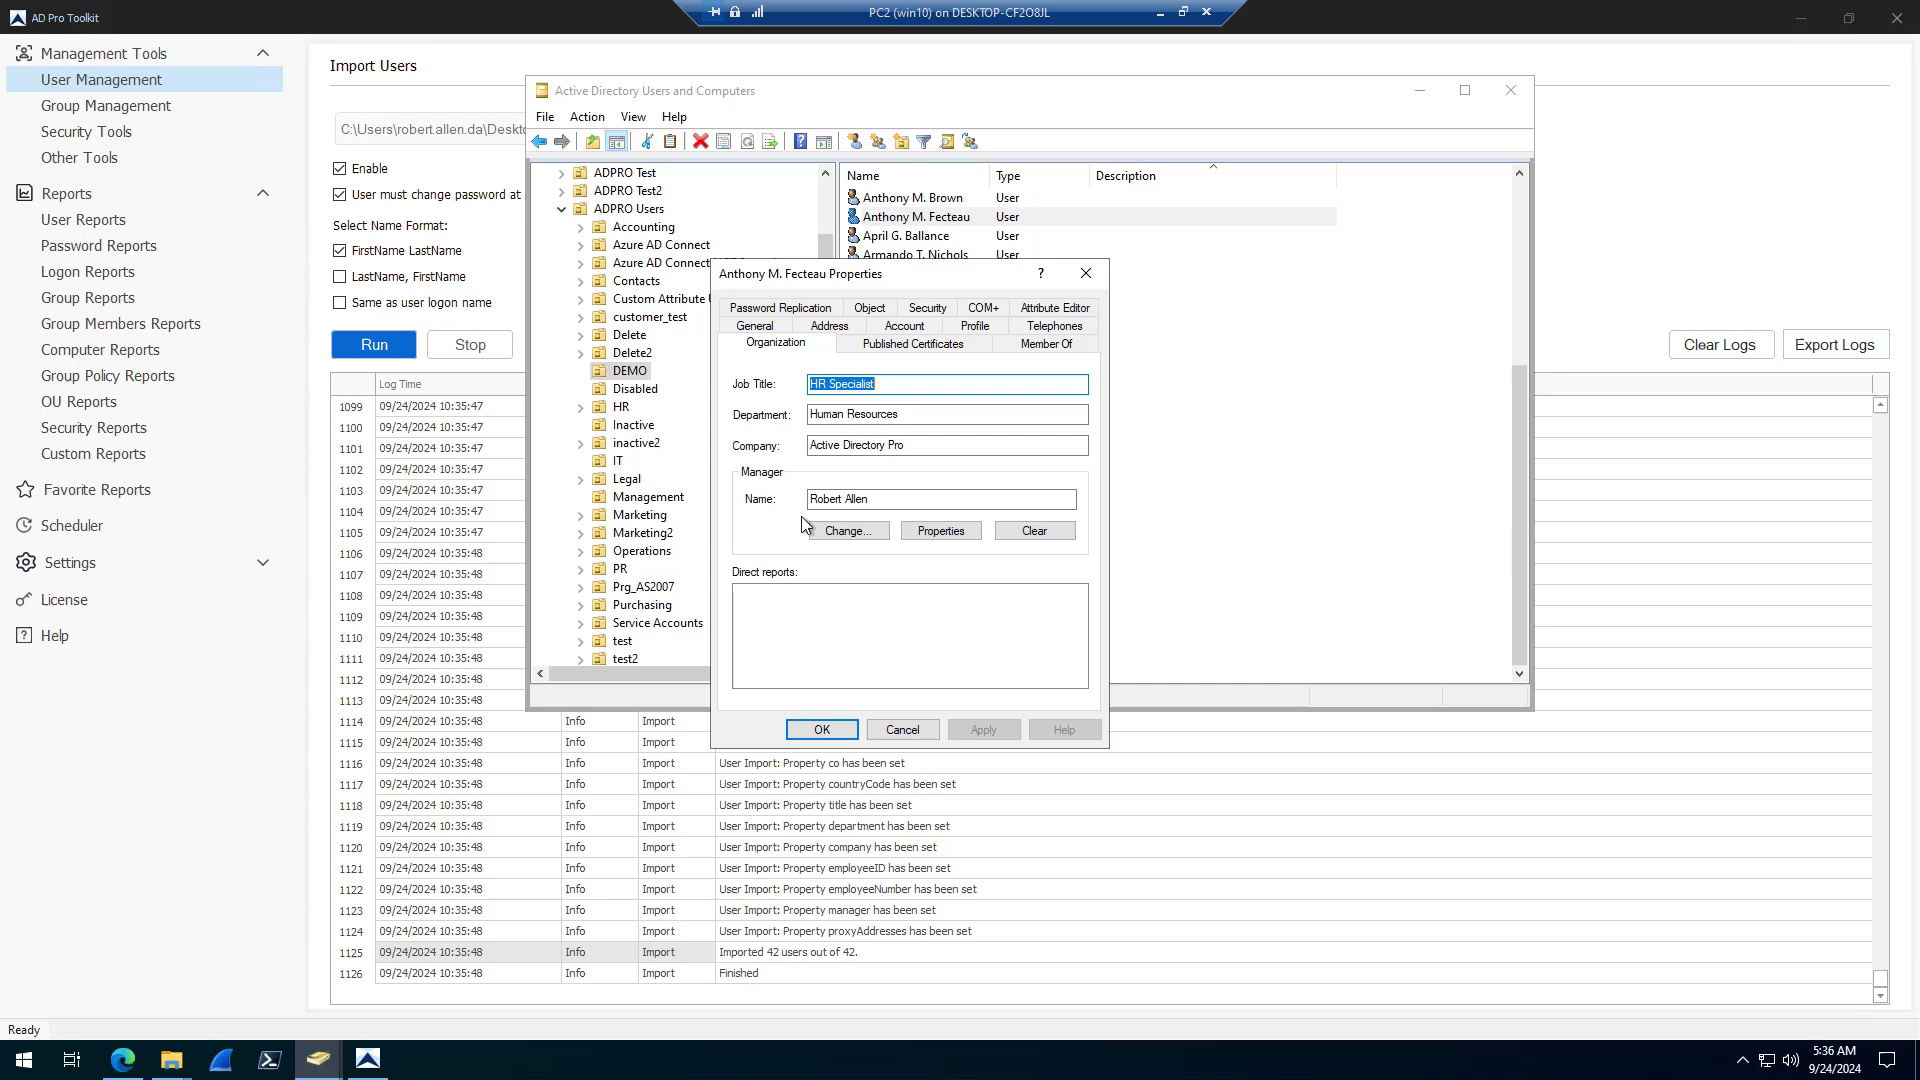 AD Pro Toolkit
PC2 (win10) on DESKTOP-CF2O8JL
Management Tools
User Management
Group Management
Security Tools
Other Tools
Reports
User Reports
Password Reports
Logon Reports
Group Reports
Group Members Reports
Computer Reports
Group Policy Reports
OU Reports
Security Reports
Custom Reports
Favorite Reports
Scheduler
Settings
License
Help
Ready
Import Users
C:\Users\robert.allen.da\Deskto
Enable
User must change password at
Select Name Format:
FirstName LastName
LastName, FirstName
Same as user logon name
Run
Stop
Clear Logs
Export Logs
Log Time
1099 09/24/2024 10:35:47
1100 09/24/2024 10:35:47
1101 09/24/2024 10:35:47
1102 09/24/2024 10:35:47
1103 09/24/2024 10:35:47
1104 09/24/2024 10:35:47
1105 09/24/2024 10:35:47
1106 09/24/2024 10:35:48
1107 09/24/2024 10:35:48
1108 09/24/2024 10:35:48
1109 09/24/2024 10:35:48
1110 09/24/2024 10:35:48
1111 09/24/2024 10:35:48
1112 09/24/2024 10:35:48
1113 09/24/2024 10:35:48
1114 09/24/2024 10:35:48 Info Import
1115 09/24/2024 10:35:48 Info Import
1116 09/24/2024 10:35:48 Info Import User Import: Property co has been set
1117 09/24/2024 10:35:48 Info Import User Import: Property countryCode has been set
1118 09/24/2024 10:35:48 Info Import User Import: Property title has been set
1119 09/24/2024 10:35:48 Info Import User Import: Property department has been set
1120 09/24/2024 10:35:48 Info Import User Import: Property company has been set
1121 09/24/2024 10:35:48 Info Import User Import: Property employeeID has been set
1122 09/24/2024 10:35:48 Info Import User Import: Property employeeNumber has been set
1123 09/24/2024 10:35:48 Info Import User Import: Property manager has been set
1124 09/24/2024 10:35:48 Info Import User Import: Property proxyAddresses has been set
1125 09/24/2024 10:35:48 Info Import Imported 42 users out of 42.
1126 09/24/2024 10:35:48 Info Import Finished
Active Directory Users and Computers
File Action View Help
ADPRO Test
ADPRO Test2
ADPRO Users
Accounting
Azure AD Connect
Azure AD Connect
Contacts
Custom Attribute U
customer_test
Delete
Delete2
DEMO
Disabled
HR
Inactive
inactive2
IT
Legal
Management
Marketing
Marketing2
Operations
PR
Prg_AS2007
Purchasing
Service Accounts
test
test2
Name Type Description
Anthony M. Brown User
Anthony M. Fecteau User
April G. Ballance User
Armando T. Nichols User
Anthony M. Fecteau Properties
?
Password Replication Object Security COM+ Attribute Editor
General Address Account Profile Telephones
Organization Published Certificates Member Of
Job Title: HR Specialist
Department: Human Resources
Company: Active Directory Pro
Manager
Name: Robert Allen
Change... Properties Clear
Direct reports:
OK Cancel Apply Help
5:36 AM
9/24/2024